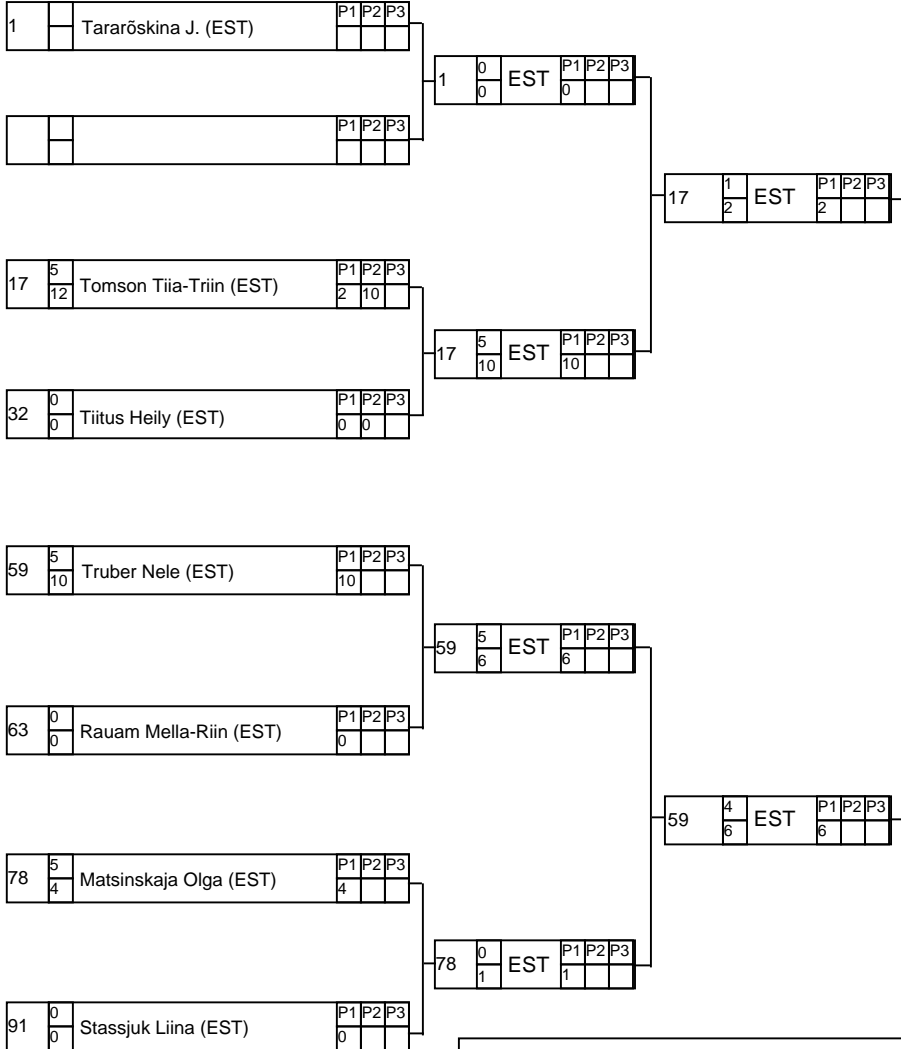 1 Tararõskina J. (EST) P1 P2 P3
1 0 0 EST P1 P2 P3 0
P1 P2 P3
17 1 2 EST P1 P2 P3 2
17 5 12 Tomson Tiia-Triin (EST) P1 P2 P3 2 10
17 5 10 EST P1 P2 P3 10
32 0 0 Tiitus Heily (EST) P1 P2 P3 0 0
59 5 10 Truber Nele (EST) P1 P2 P3 10
59 5 6 EST P1 P2 P3 6
63 0 0 Rauam Mella-Riin (EST) P1 P2 P3 0
59 4 6 EST P1 P2 P3 6
78 5 4 Matsinskaja Olga (EST) P1 P2 P3 4
78 0 1 EST P1 P2 P3 1
91 0 0 Stassjuk Liina (EST) P1 P2 P3 0